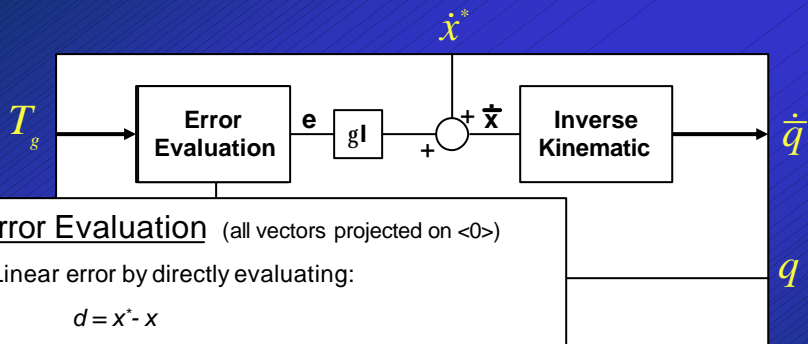 ẋ*
T_g
Error
Evaluation
e
gI
+
+
ẋ̄
Inverse
Kinematic
q̇̄
rror Evaluation (all vectors projected on <0>)
Linear error by directly evaluating:
d = x* - x
q